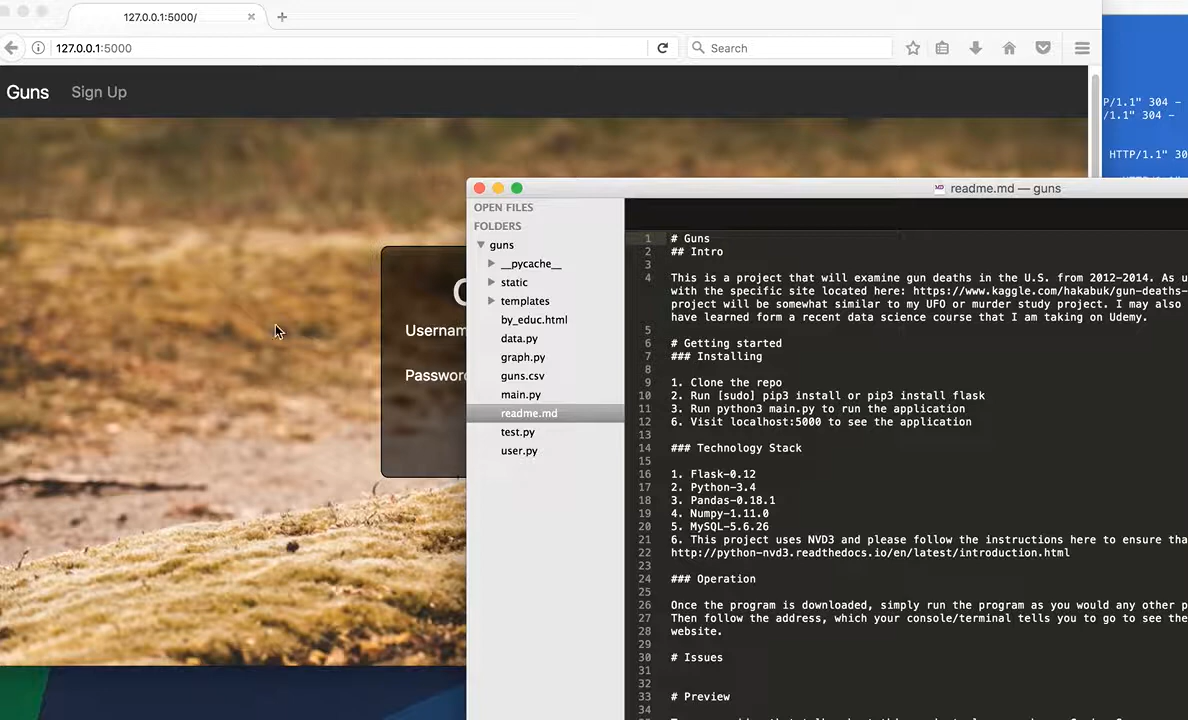 127.0.0.1:5000/
127.0.0.1:5000
Search
Guns Sign Up
P/1.1" 304 -
/1.1" 304 -
HTTP/1.1" 30
Username
Password
readme.md — guns
OPEN FILES
FOLDERS
guns
__pycache__
static
templates
by_educ.html
data.py
graph.py
guns.csv
main.py
readme.md
test.py
user.py
1 # Guns
2 ## Intro
3
4 This is a project that will examine gun deaths in the U.S. from 2012-2014. As u
with the specific site located here: https://www.kaggle.com/hakabuk/gun-deaths-
project will be somewhat similar to my UFO or murder study project. I may also
have learned form a recent data science course that I am taking on Udemy.
5
6 # Getting started
7 ### Installing
8
9 1. Clone the repo
10 2. Run [sudo] pip3 install or pip3 install flask
11 3. Run python3 main.py to run the application
12 6. Visit localhost:5000 to see the application
13
14 ### Technology Stack
15
16 1. Flask-0.12
17 2. Python-3.4
18 3. Pandas-0.18.1
19 4. Numpy-1.11.0
20 5. MySQL-5.6.26
21 6. This project uses NVD3 and please follow the instructions here to ensure tha
22 http://python-nvd3.readthedocs.io/en/latest/introduction.html
23
24 ### Operation
25
26 Once the program is downloaded, simply run the program as you would any other p
27 Then follow the address, which your console/terminal tells you to go to see the
28 website.
29
30 # Issues
31
32
33 # Preview
34